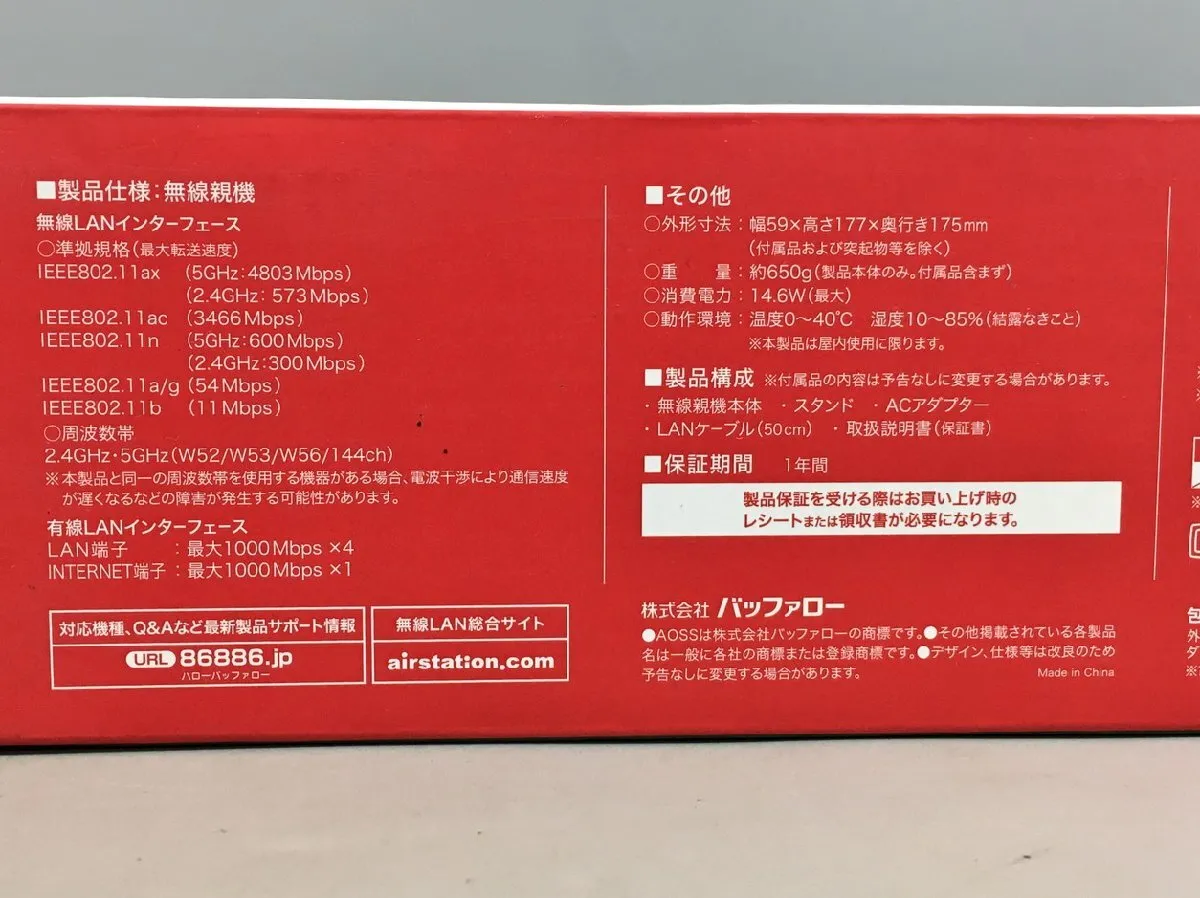 ■製品仕様：無線親機
無線LANインターフェース
○準拠規格（最大転送速度）
IEEE802.11ax （5GHz：4803Mbps）
（2.4GHz：573Mbps）
IEEE802.11ac （3466Mbps）
IEEE802.11n （5GHz：600Mbps）
（2.4GHz：300Mbps）
IEEE802.11a/g（54Mbps）
IEEE802.11b （11Mbps）
○周波数帯
2.4GHz・5GHz（W52/W53/W56/144ch）
※本製品と同一の周波数帯を使用する機器がある場合、電波干渉により通信速度
が遅くなるなどの障害が発生する可能性があります。
有線LANインターフェース
LAN端子 ：最大1000Mbps ×4
INTERNET端子：最大1000Mbps ×1
対応機種、Q&Aなど最新製品サポート情報
URL 86886.jp
ハローバッファロー
無線LAN総合サイト
airstation.com
■その他
○外形寸法：幅59×高さ177×奥行き175mm
（付属品および突起物等を除く）
○重 量：約650g（製品本体のみ。付属品含まず）
○消費電力：14.6W（最大）
○動作環境：温度0～40℃ 湿度10～85%（結露なきこと）
※本製品は屋内使用に限ります。
■製品構成 ※付属品の内容は予告なしに変更する場合があります。
・無線親機本体 ・スタンド ・ACアダプター
・LANケーブル（50cm） ・取扱説明書（保証書）
■保証期間 1年間
製品保証を受ける際はお買い上げ時の
レシートまたは領収書が必要になります。
株式会社 バッファロー
●AOSSは株式会社バッファローの商標です。●その他掲載されている各製品
名は一般に各社の商標または登録商標です。●デザイン、仕様等は改良のため
予告なしに変更する場合があります。
Made in China